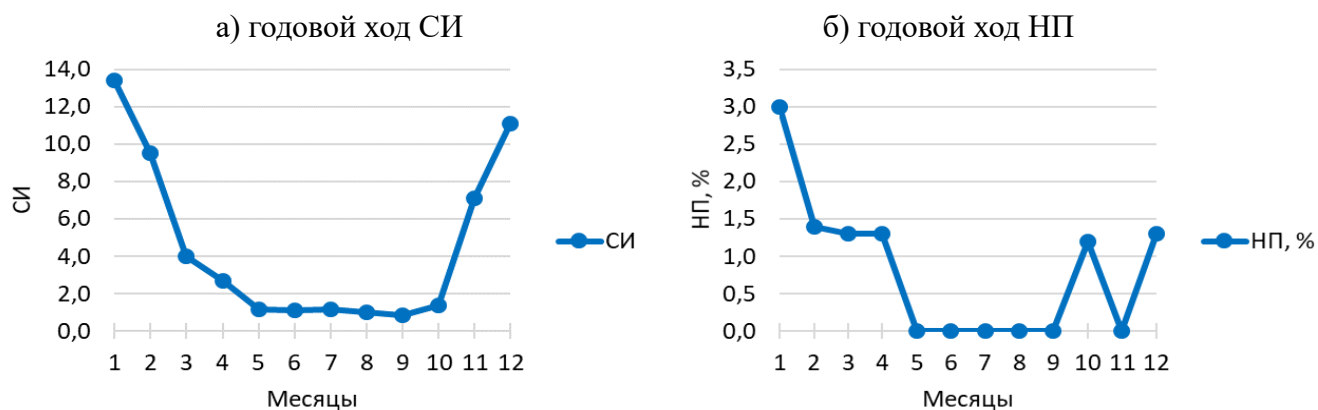 а) годовой ход СИ
14,0
12,0
10,0
8,0
6,0
4,0
2,0
0,0
СИ
1 2 3 4 5 6 7 8 9 10 11 12
Месяцы
СИ
б) годовой ход НП
3,5
3,0
2,5
2,0
1,5
1,0
0,5
0,0
НП, %
1 2 3 4 5 6 7 8 9 10 11 12
Месяцы
НП, %